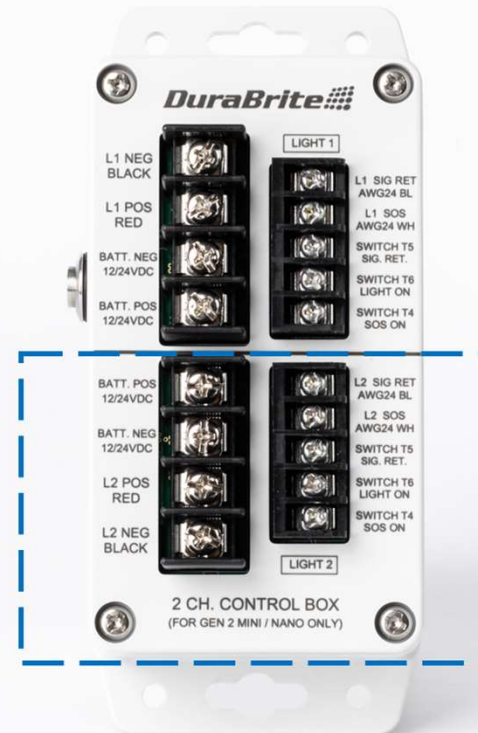 DuraBrite
LIGHT 1
L1 NEG
BLACK
L1 POS
RED
BATT. NEG
12/24VDC
BATT. POS
12/24VDC
L1 SIG RET
AWG24 BL
L1 SOS
AWG24 WH
SWITCH T5
SIG. RET.
SWITCH T6
LIGHT ON
SWITCH T4
SOS ON
BATT. POS
12/24VDC
BATT. NEG
12/24VDC
L2 POS
RED
L2 NEG
BLACK
L2 SIG RET
AWG24 BL
L2 SOS
AWG24 WH
SWITCH T5
SIG. RET.
SWITCH T6
LIGHT ON
SWITCH T4
SOS ON
LIGHT 2
2 CH. CONTROL BOX
(FOR GEN 2 MINI / NANO ONLY)